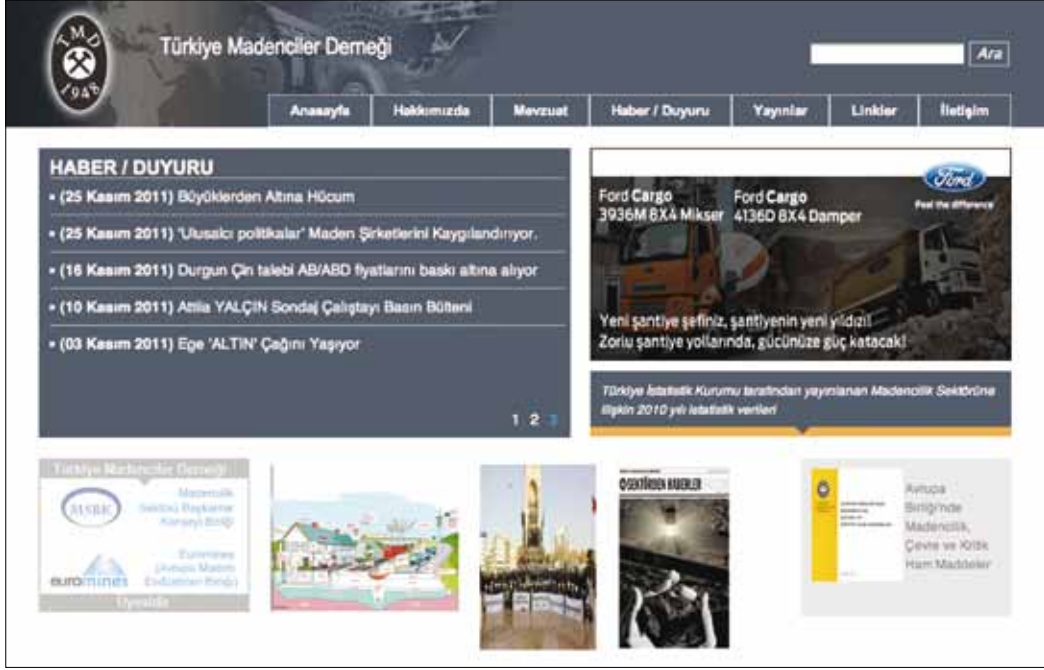 TMD
1948
Türkiye Madenciler Derneği
Ara
Anasayfa
Hakkımızda
Mevzuat
Haber / Duyuru
Yayınlar
Linkler
İletişim
HABER / DUYURU
(25 Kasım 2011) Büyüklerden Altına Hücum
(25 Kasım 2011) 'Ulusalcı politikalar' Maden Şirketlerini Kaygılandırıyor.
(16 Kasım 2011) Durgun Çin talebi AB/ABD fiyatlarını baskı altına alıyor
(10 Kasım 2011) Attila YALÇIN Sondaj Çalıştayı Basın Bülteni
(03 Kasım 2011) Ege 'ALTIN' Çağını Yaşıyor
1 2 3
Ford
Feel the difference
Ford Cargo
3936M 8X4 Mikser
Ford Cargo
4136D 8X4 Damper
Yeni şantiye şefiniz, şantiyenin yeni yıldızı!
Zorlu şantiye yollarında, gücünüze güç katacak!
Türkiye İstatistik Kurumu tarafından yayınlanan Madencilik Sektörüne
ilişkin 2010 yılı istatistik verileri
Türkiye Madenciler Derneği
MSBK
Madencilik
Sektörü Başkanlar
Konseyi Birliği
euromines
Euromines
(Avrupa Maden
Endüstrileri Birliği)
Üyesidir
SEKTÖRDEN HABERLER
Avrupa
Birliği'nde
Madencilik,
Çevre ve Kritik
Ham Maddeler